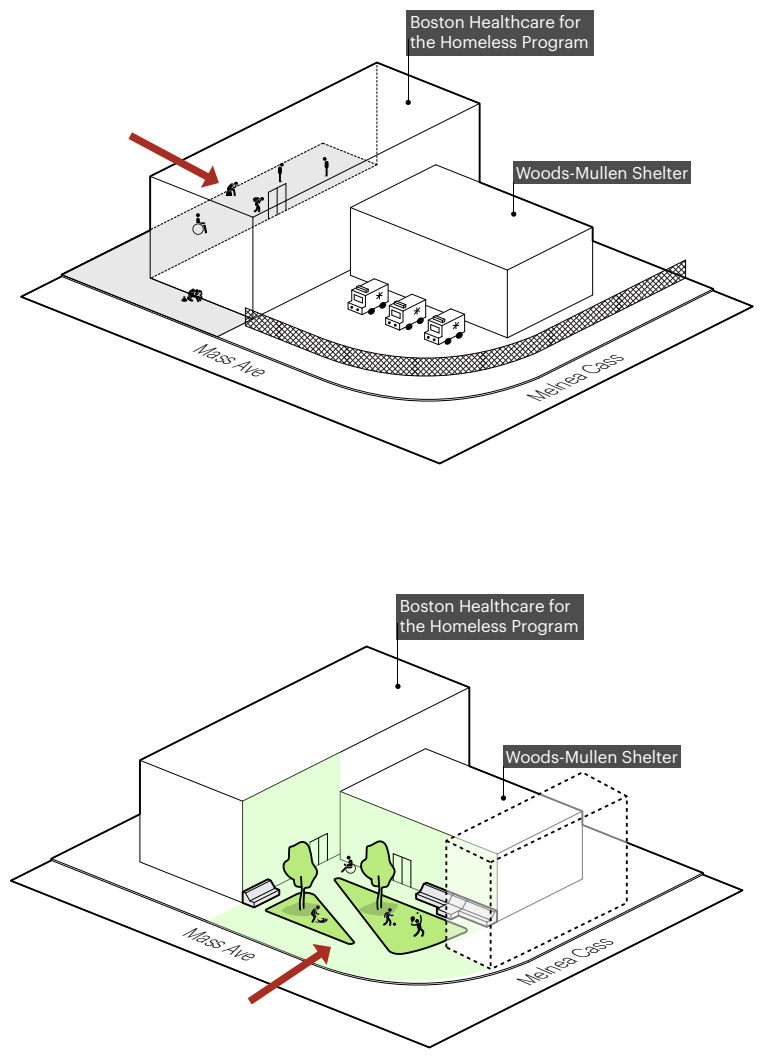 Boston Healthcare for
the Homeless Program
Woods-Mullen Shelter
Mass Ave
Melnea Cass
Boston Healthcare for
the Homeless Program
Woods-Mullen Shelter
Mass Ave
Melnea Cass